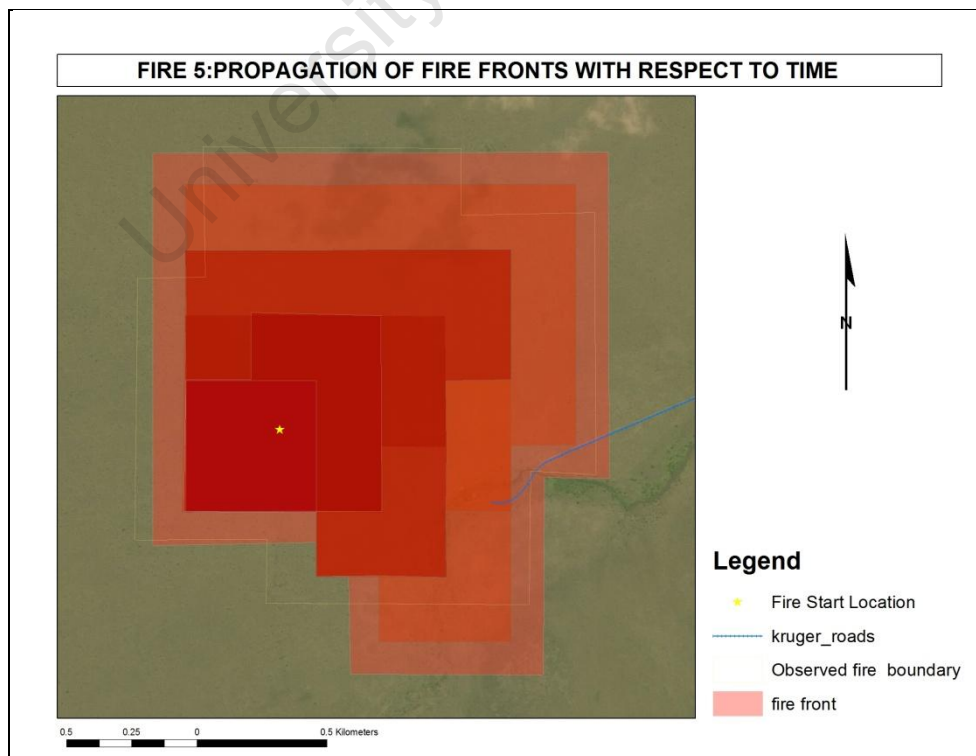 University
FIRE 5:PROPAGATION OF FIRE FRONTS WITH RESPECT TO TIME
N
Legend
Fire Start Location
kruger_roads
Observed fire boundary
fire front
0.5 0.25 0 0.5 Kilometers